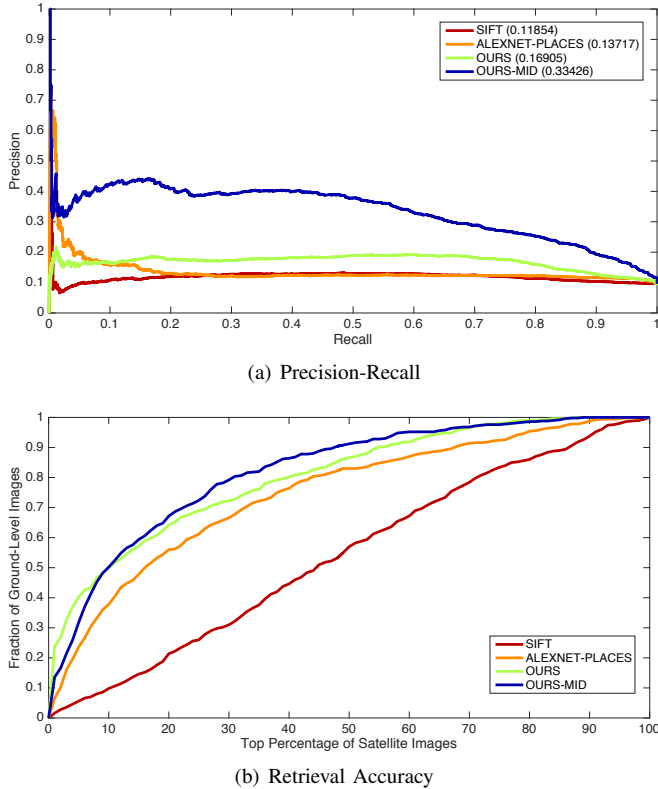 1
0.9
0.8
0.7
0.6
0.5
0.4
0.3
0.2
0.1
0
Precision
SIFT (0.11854)
ALEXNET-PLACES (0.13717)
OURS (0.16905)
OURS-MID (0.33426)
0 0.1 0.2 0.3 0.4 0.5 0.6 0.7 0.8 0.9 1
Recall
(a) Precision-Recall
1
0.9
0.8
0.7
0.6
0.5
0.4
0.3
0.2
0.1
0
Fraction of Ground-Level Images
SIFT
ALEXNET-PLACES
OURS
OURS-MID
0 10 20 30 40 50 60 70 80 90 100
Top Percentage of Satellite Images
(b) Retrieval Accuracy